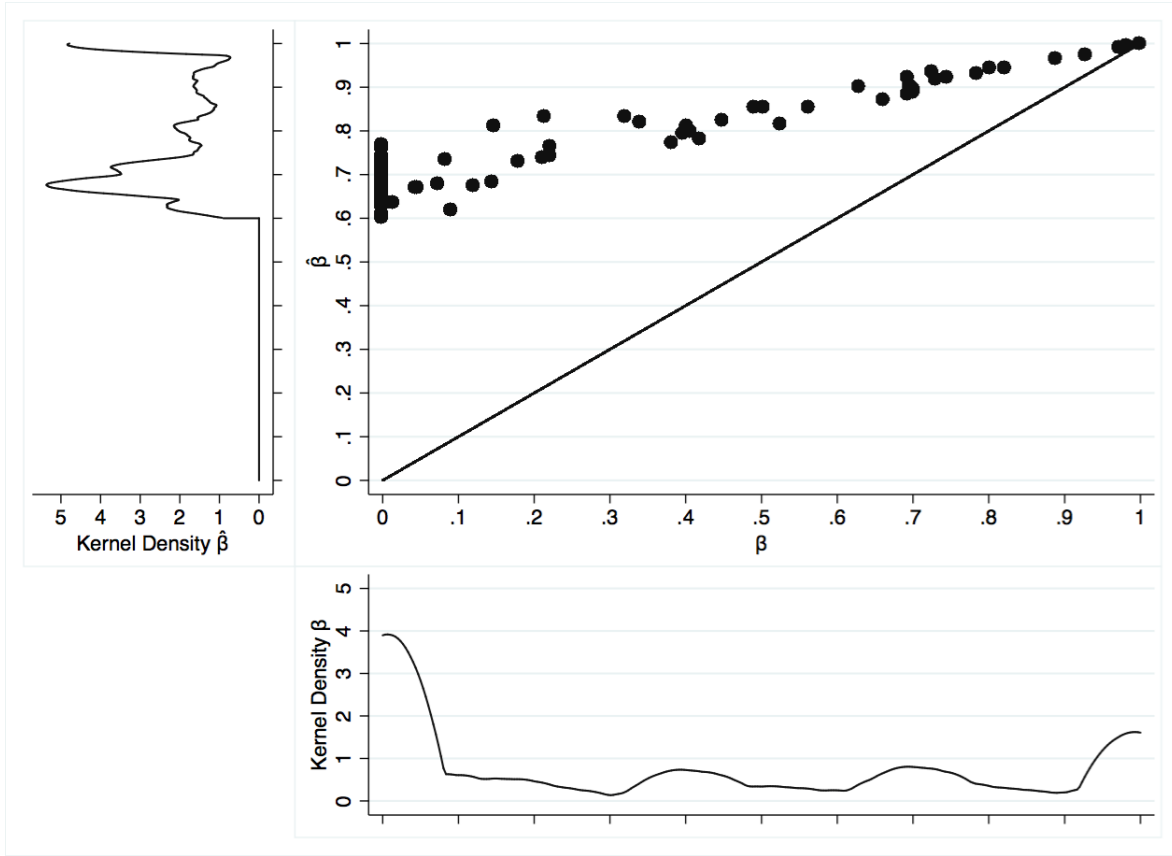 1
.9
.8
.7
.6
.5
.4
.3
.2
.1
0
β̂
5 4 3 2 1 0
Kernel Density β̂
0 .1 .2 .3 .4 .5 .6 .7 .8 .9 1
β
5
4
3
2
1
0
Kernel Density β